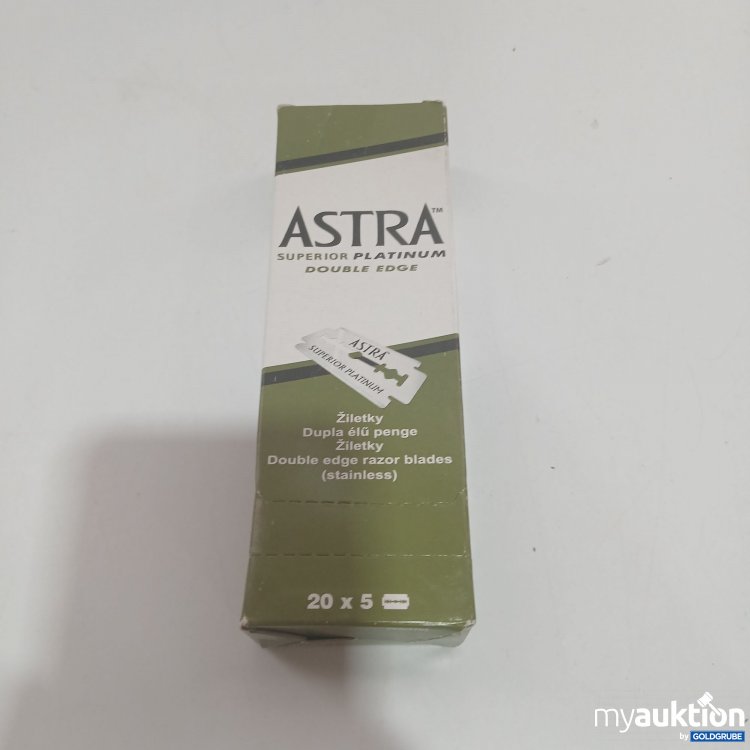 ASTRA™
SUPERIOR PLATINUM
DOUBLE EDGE
ASTRA
SUPERIOR PLATINUM
Žiletky
Dupla élű penge
Žiletky
Double edge razor blades
(stainless)
20 x 5
myauktion
by GOLDGRUBE